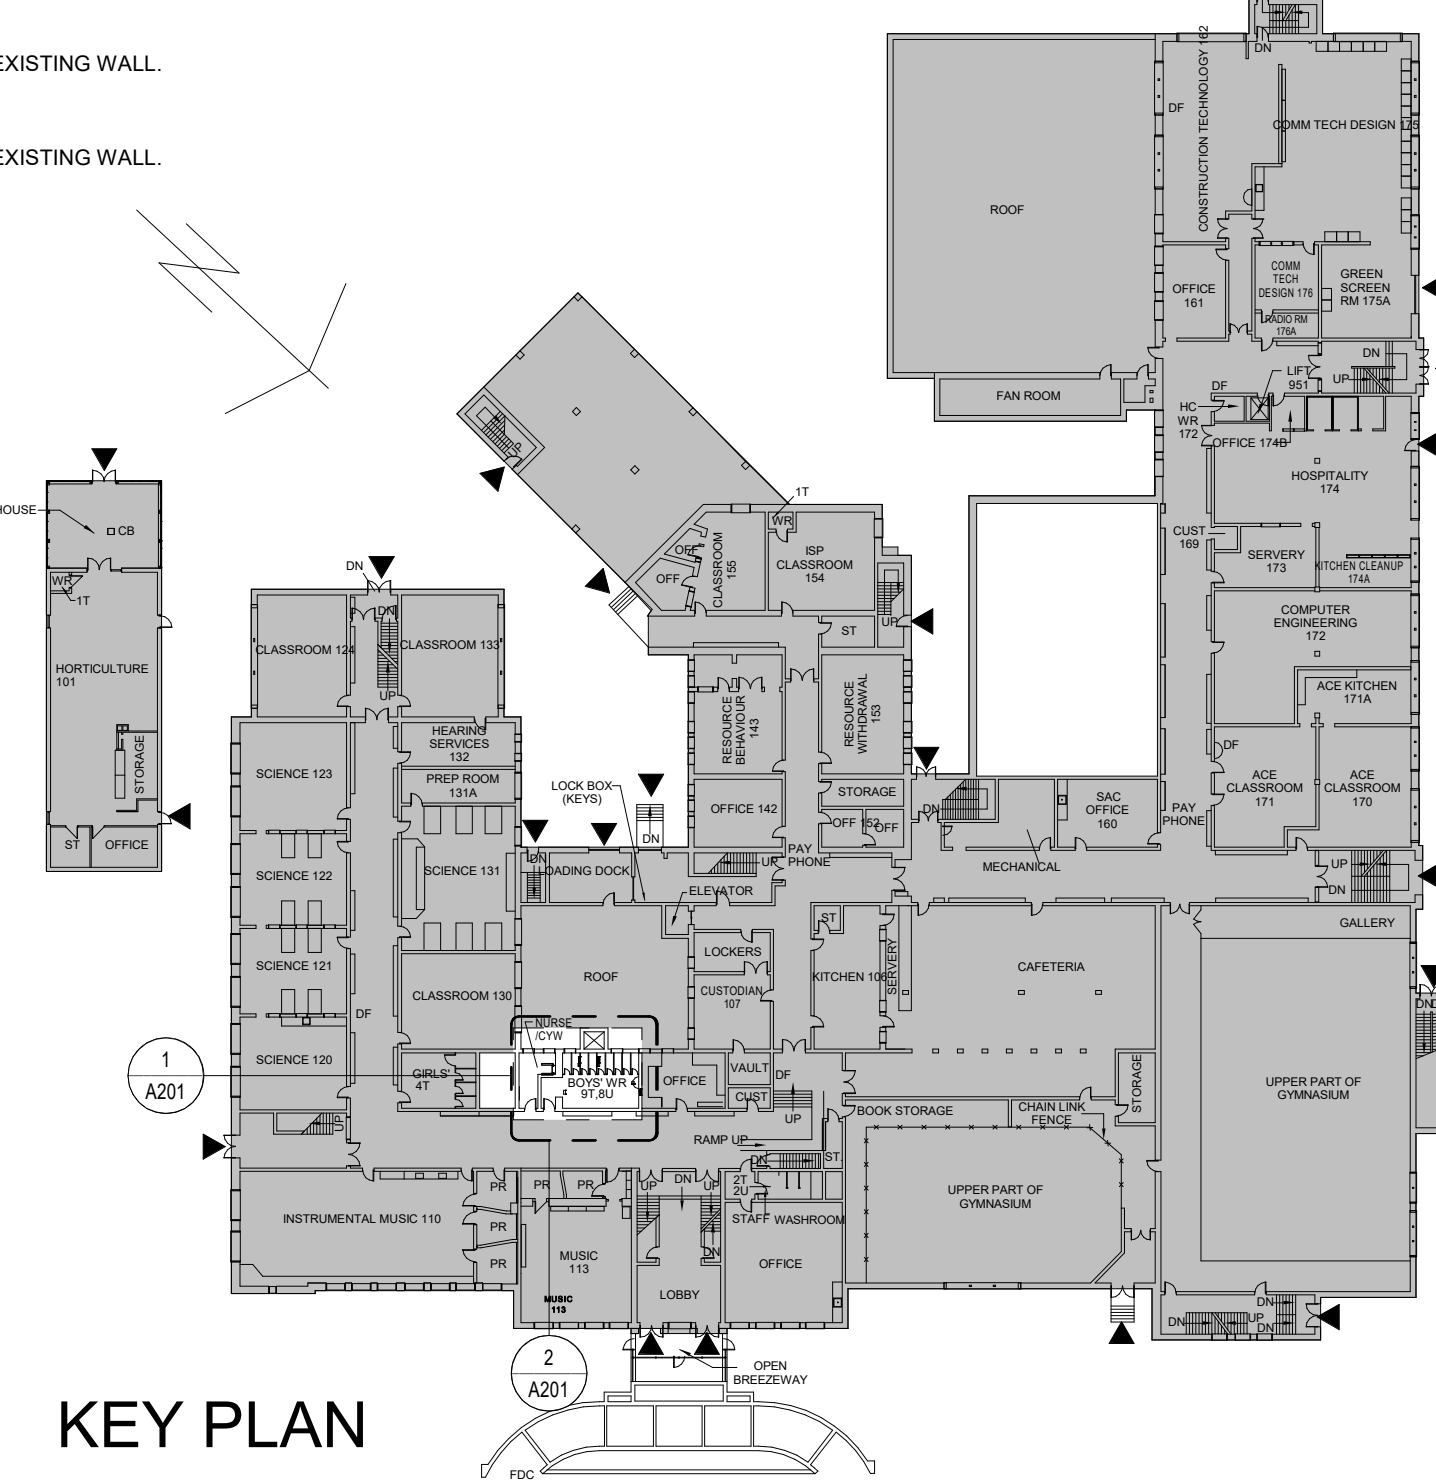 EXISTING WALL.
EXISTING WALL.
DN
CONSTRUCTION TECHNOLOGY 162
DF
COMM TECH DESIGN 175
ROOF
OFFICE
161
COMM
TECH
DESIGN 176
GREEN
SCREEN
RM 175A
RADIO RM
176A
FAN ROOM
DN
UP
LIFT
951
DF
HC
WR
172
OFFICE 174B
HOSPITALITY
174
UP
HOUSE
CB
WR
1T
HORTICULTURE
101
STORAGE
ST
OFFICE
1T
WR
OFF
OFF
CLASSROOM
155
ISP
CLASSROOM
154
CUST
169
SERVERY
173
KITCHEN CLEANUP
174A
COMPUTER
ENGINEERING
172
ACE KITCHEN
171A
DF
ACE
CLASSROOM
171
ACE
CLASSROOM
170
DN
DN
CLASSROOM 124
CLASSROOM 133
UP
ST
UP
RESOURCE
BEHAVIOUR
143
RESOURCE
WITHDRAWAL
153
SCIENCE 123
HEARING
SERVICES
132
PREP ROOM
131A
LOCK BOX
(KEYS)
OFFICE 142
STORAGE
OFF 152
OFF
DN
SAC
OFFICE
160
PAY
PHONE
DN
SCIENCE 122
SCIENCE 131
DN
LOADING DOCK
UP
PAY
PHONE
MECHANICAL
UP
DN
ELEVATOR
ST
GALLERY
SCIENCE 121
CLASSROOM 130
ROOF
LOCKERS
CUSTODIAN
107
KITCHEN 106
SERVERY
CAFETERIA
DN
DF
NURSE
/CYW
1
A201
SCIENCE 120
GIRLS'
4T
BOYS' WR
9T,8U
OFFICE
VAULT
CUST
DF
UP
STORAGE
UPPER PART OF
GYMNASIUM
BOOK STORAGE
CHAIN LINK
FENCE
UP
RAMP UP
DN
ST.
UP
DN
UP
2T
2U
STAFF WASHROOM
UPPER PART OF
GYMNASIUM
PR
PR
PR
INSTRUMENTAL MUSIC 110
PR
PR
MUSIC
113
MUSIC
113
DN
LOBBY
OFFICE
DN
UP
DN
DN
2
A201
OPEN
BREEZEWAY
KEY PLAN
FDC